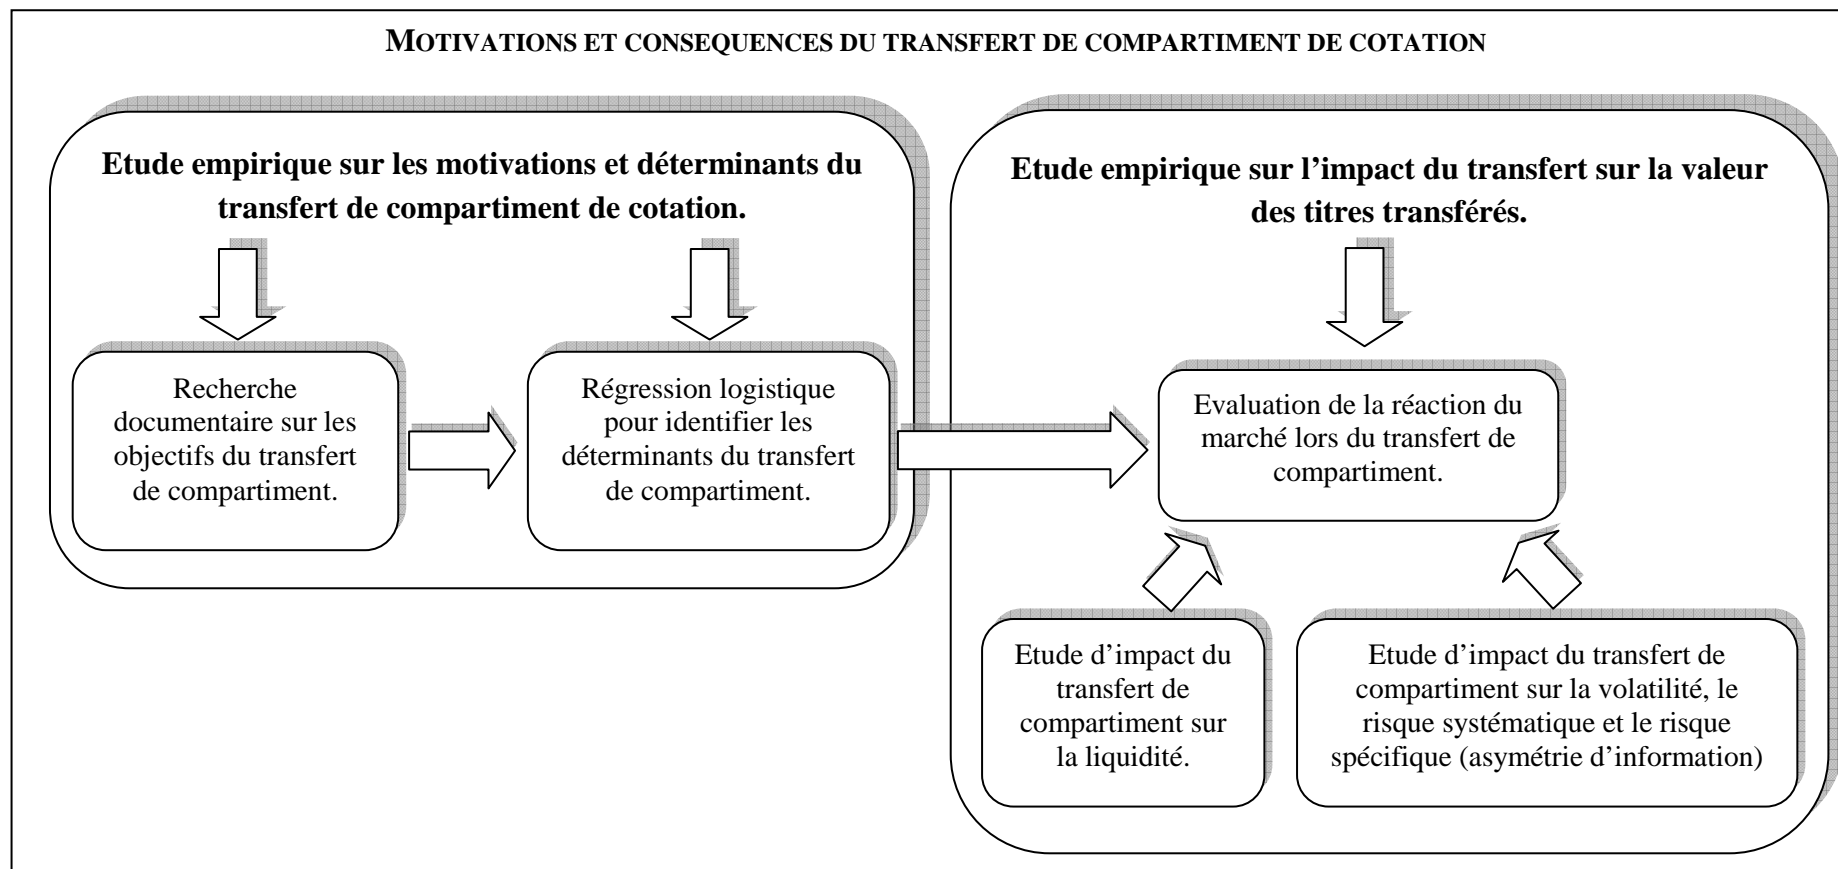 MOTIVATIONS ET CONSEQUENCES DU TRANSFERT DE COMPARTIMENT DE COTATION
Etude empirique sur les motivations et déterminants du
transfert de compartiment de cotation.
Recherche
documentaire sur les
objectifs du transfert
de compartiment.
Régression logistique
pour identifier les
déterminants du transfert
de compartiment.
Etude empirique sur l’impact du transfert sur la valeur
des titres transférés.
Evaluation de la réaction du
marché lors du transfert de
compartiment.
Etude d’impact du
transfert de
compartiment sur
la liquidité.
Etude d’impact du transfert de
compartiment sur la volatilité, le
risque systématique et le risque
spécifique (asymétrie d’information)